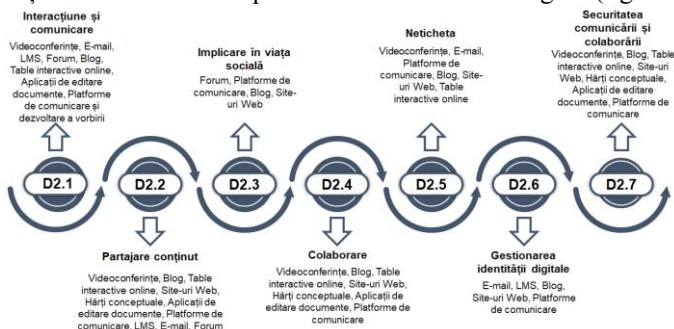 Interacțiune și
comunicare
Videoconferințe, E-mail,
LMS, Forum, Blog,
Table interactive online,
Aplicații de editare
documente, Platforme
de comunicare și
dezvoltare a vorbirii
Implicare în viața
socială
Forum, Platforme de
comunicare, Blog, Site-
uri Web
Neticheta
Videoconferințe, E-mail,
Platforme de
comunicare, Blog, Site-
uri Web, Table
interactive online
Securitatea
comunicării și
colaborării
Videoconferințe, Blog, Table
interactive online, Site-uri
Web, Hărți conceptuale,
Aplicații de editare
documente, Platforme de
comunicare
D2.1
D2.2
D2.3
D2.4
D2.5
D2.6
D2.7
Partajare conținut
Videoconferințe, Blog, Table
interactive online, Site-uri Web,
Hărți conceptuale, Aplicații de
editare documente, Platforme de
comunicare, LMS, E-mail, Forum
Colaborare
Videoconferințe, Blog, Table
interactive online, Site-uri Web,
Hărți conceptuale, Aplicații de
editare documente, Platforme de
comunicare
Gestionarea
identității digitale
E-mail, LMS, Blog,
Site-uri Web, Platforme
de comunicare